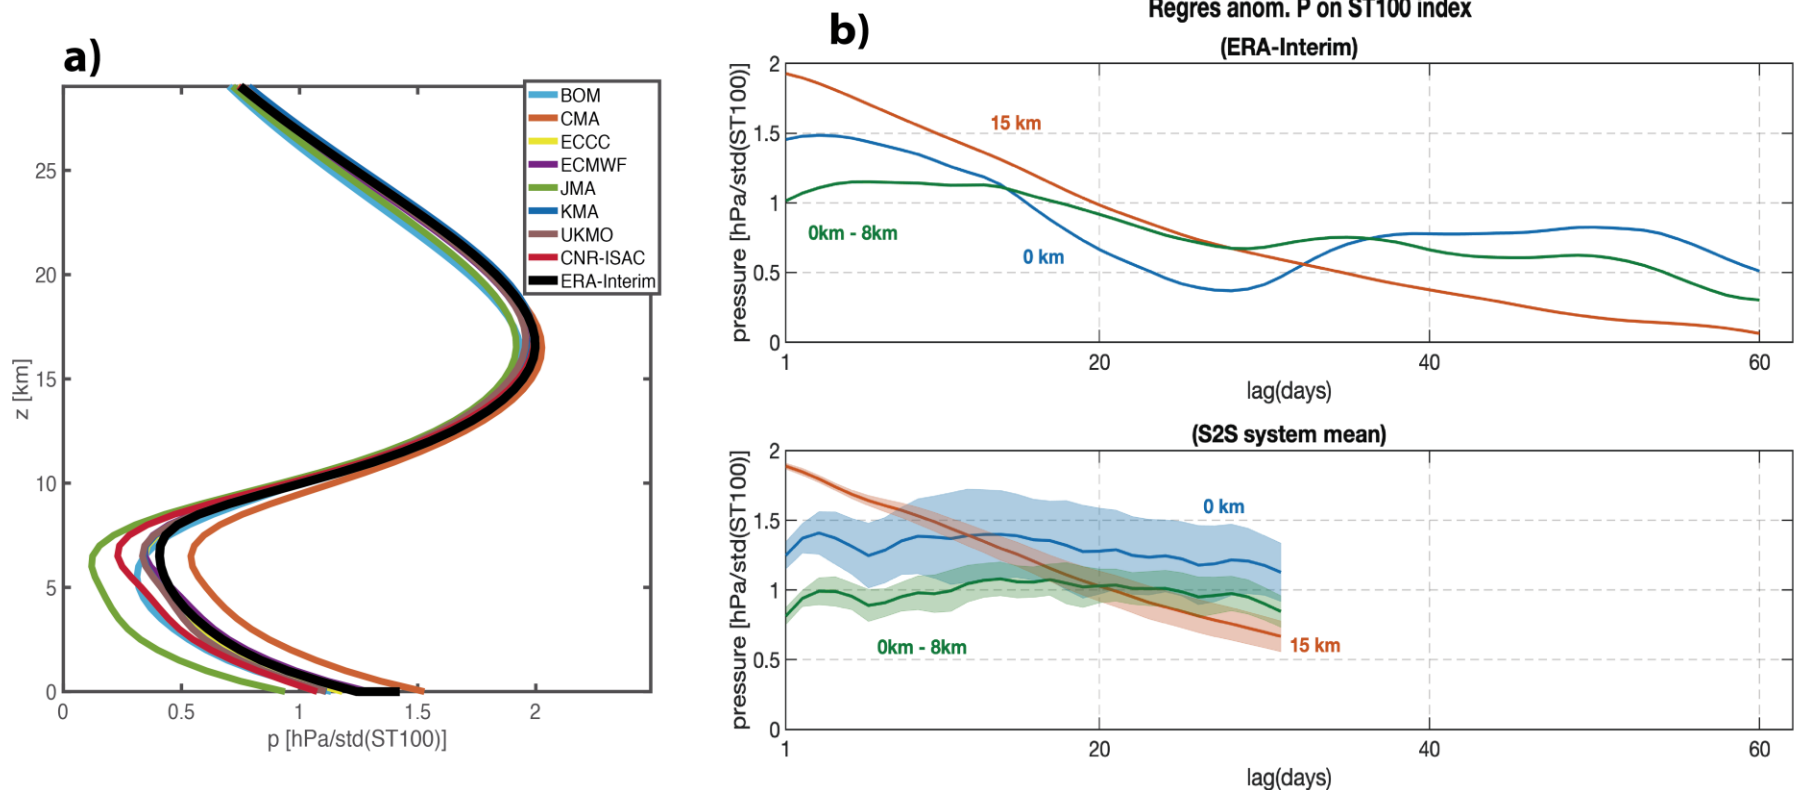 a)
BOM
CMA
ECCC
ECMWF
JMA
KMA
UKMO
CNR-ISAC
ERA-Interim
25
20
15
10
5
0
z [km]
0
0.5
1
1.5
2
p [hPa/std(ST100)]
b)
Regres anom. P on ST100 index
(ERA-Interim)
2
1.5
1
0.5
0
pressure [hPa/std(ST100)]
15 km
0km - 8km
0 km
1
20
40
60
lag(days)
(S2S system mean)
2
1.5
1
0.5
0
pressure [hPa/std(ST100)]
0 km
0km - 8km
15 km
1
20
40
60
lag(days)